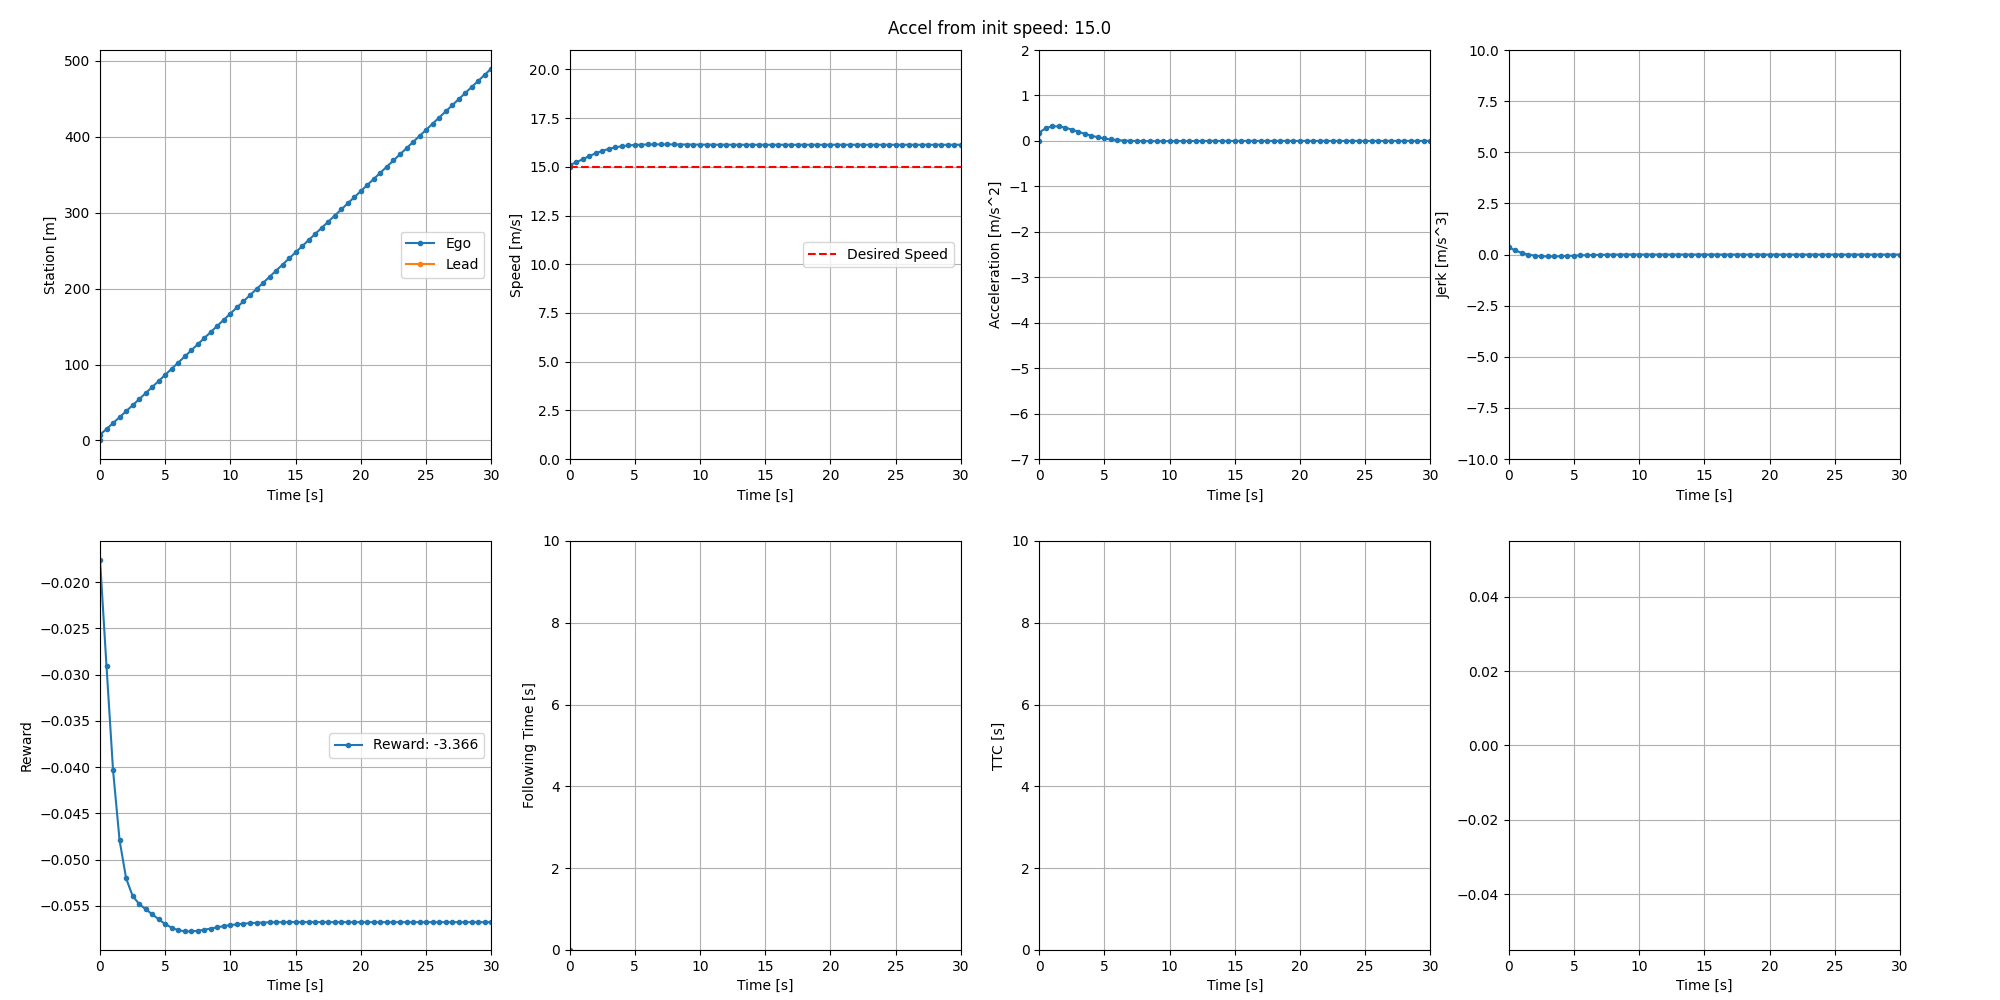 Accel from init speed: 15.0
500
400
300
200
100
0
Station [m]
Ego
Lead
0 5 10 15 20 25 30
Time [s]
20.0
17.5
15.0
12.5
10.0
7.5
5.0
2.5
0.0
Speed [m/s]
Desired Speed
0 5 10 15 20 25 30
Time [s]
2
1
0
−1
−2
−3
−4
−5
−6
−7
Acceleration [m/s^2]
0 5 10 15 20 25 30
Time [s]
10.0
7.5
5.0
2.5
0.0
−2.5
−5.0
−7.5
−10.0
Jerk [m/s^3]
0 5 10 15 20 25 30
Time [s]
−0.020
−0.025
−0.030
−0.035
−0.040
−0.045
−0.050
−0.055
Reward
Reward: -3.366
0 5 10 15 20 25 30
Time [s]
10
8
6
4
2
0
Following Time [s]
0 5 10 15 20 25 30
Time [s]
10
8
6
4
2
0
TTC [s]
0 5 10 15 20 25 30
Time [s]
0.04
0.02
0.00
−0.02
−0.04
0 5 10 15 20 25 30
Time [s]